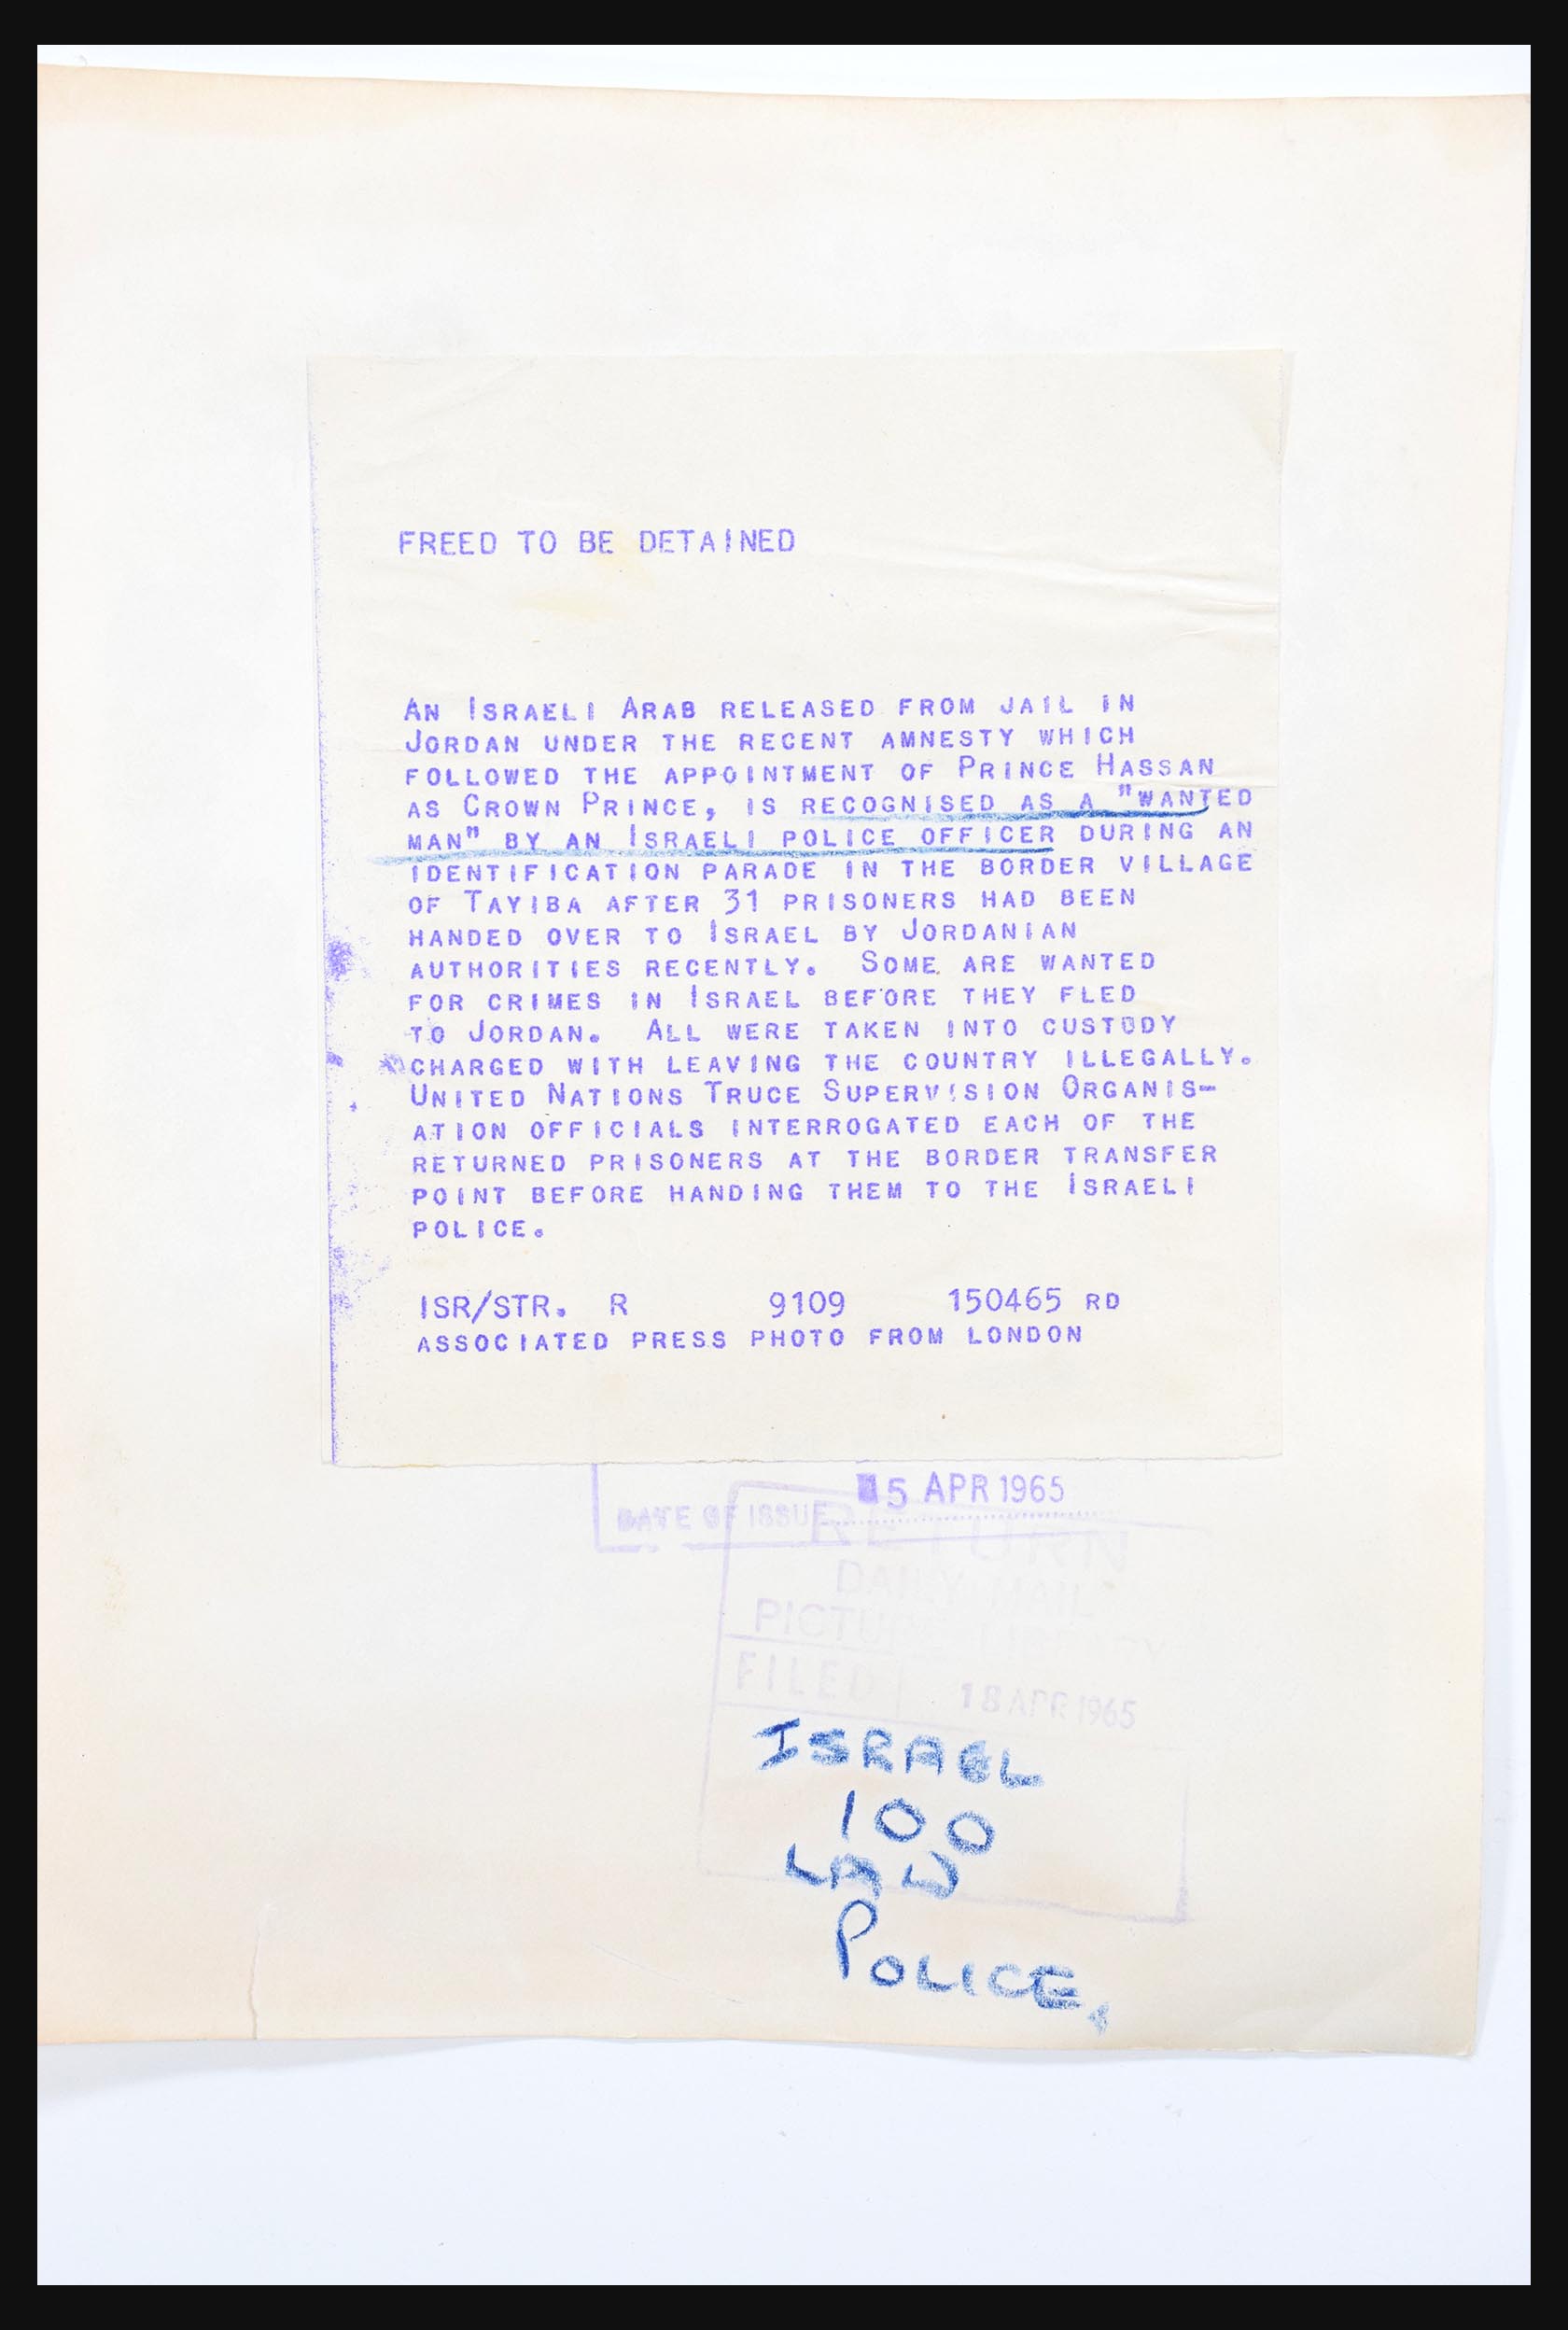 FREED TO BE DETAINED
AN ISRAELI ARAB RELEASED FROM JAIL IN
JORDAN UNDER THE RECENT AMNESTY WHICH
FOLLOWED THE APPOINTMENT OF PRINCE HASSAN
AS CROWN PRINCE, IS RECOGNISED AS A "WANTED
MAN" BY AN ISRAELI POLICE OFFICER DURING AN
IDENTIFICATION PARADE IN THE BORDER VILLAGE
OF TAYIBA AFTER 31 PRISONERS HAD BEEN
HANDED OVER TO ISRAEL BY JORDANIAN
AUTHORITIES RECENTLY. SOME ARE WANTED
FOR CRIMES IN ISRAEL BEFORE THEY FLED
TO JORDAN. ALL WERE TAKEN INTO CUSTODY
CHARGED WITH LEAVING THE COUNTRY ILLEGALLY.
UNITED NATIONS TRUCE SUPERVISION ORGANIS-
ATION OFFICIALS INTERROGATED EACH OF THE
RETURNED PRISONERS AT THE BORDER TRANSFER
POINT BEFORE HANDING THEM TO THE ISRAELI
POLICE.
ISR/STR. R 9109 150465 RD
ASSOCIATED PRESS PHOTO FROM LONDON
5 APR 1965
DATE OF ISSUE
RETURN
DAILY MAIL
PICTURE LIBRARY
FILED 18 APR 1965
ISRAEL
100
LAW
POLICE.